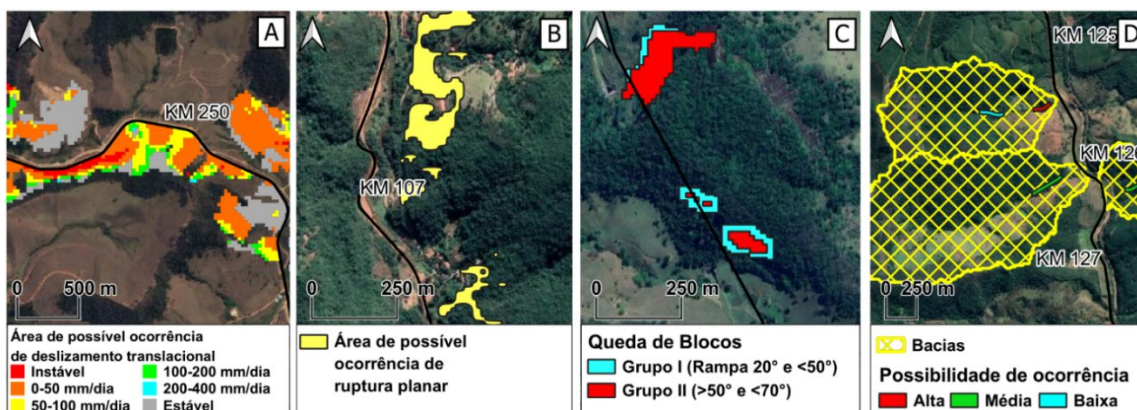 A
KM 250
0 500 m
Área de possível ocorrência
de deslizamento translacional
Instável
0-50 mm/dia
50-100 mm/dia
100-200 mm/dia
200-400 mm/dia
Estável
B
KM 107
0 250 m
Área de possível
ocorrência de
ruptura planar
C
0 250 m
Queda de Blocos
Grupo I (Rampa 20° e <50°)
Grupo II (>50° e <70°)
D
KM 125
KM 127
0 250 m
Bacias
Possibilidade de ocorrência
Alta Média Baixa